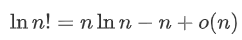 ln n! = n ln n − n + o(n)